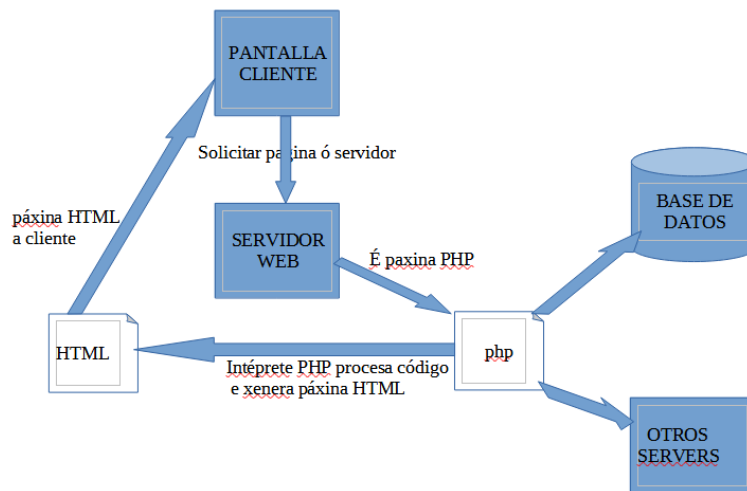 PANTALLA
CLIENTE
Solicitar pagina ó servidor
páxina HTML
a cliente
SERVIDOR
WEB
É paxina PHP
BASE DE
DATOS
HTML
php
Intéprete PHP procesa código
e xenera páxina HTML
OTROS
SERVERS